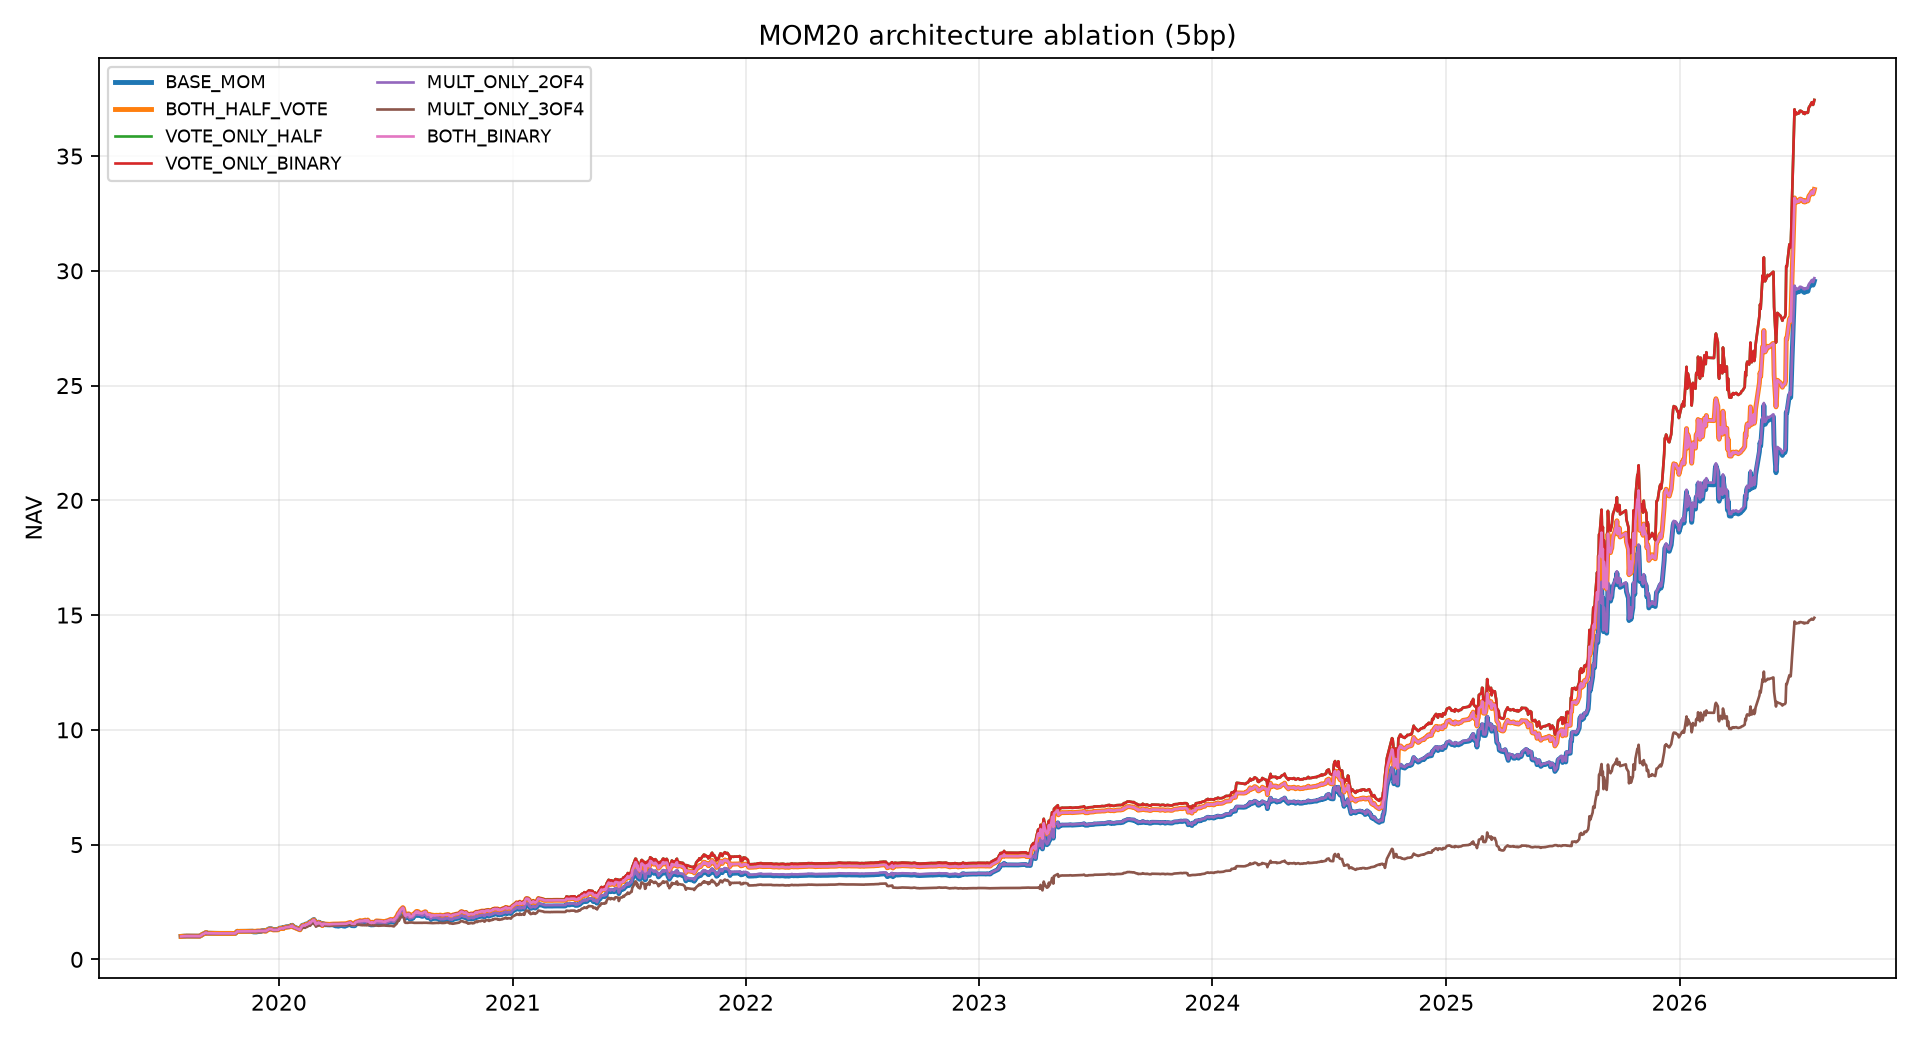 MOM20 architecture ablation (5bp)
BASE_MOM
BOTH_HALF_VOTE
VOTE_ONLY_HALF
VOTE_ONLY_BINARY
MULT_ONLY_2OF4
MULT_ONLY_3OF4
BOTH_BINARY
NAV
35
30
25
20
15
10
5
0
2020 2021 2022 2023 2024 2025 2026